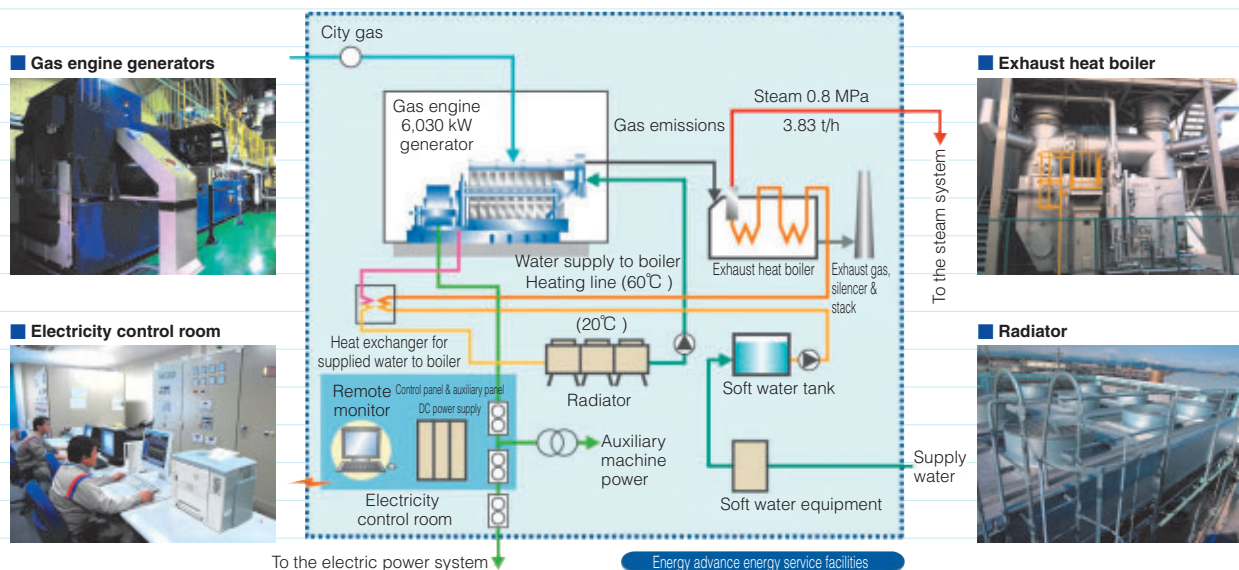 City gas
Gas engine generators
Exhaust heat boiler
Gas engine
6,030 kW
generator
Gas emissions
Steam 0.8 MPa
3.83 t/h
To the steam system
Water supply to boiler
Heating line (60℃ )
Exhaust heat boiler
Exhaust gas,
silencer &
stack
(20℃ )
Electricity control room
Heat exchanger for
supplied water to boiler
Radiator
Remote
monitor
Control panel & auxiliary panel
DC power supply
Radiator
Soft water tank
Auxiliary
machine
power
Supply
water
Electricity
control room
Soft water equipment
To the electric power system
Energy advance energy service facilities